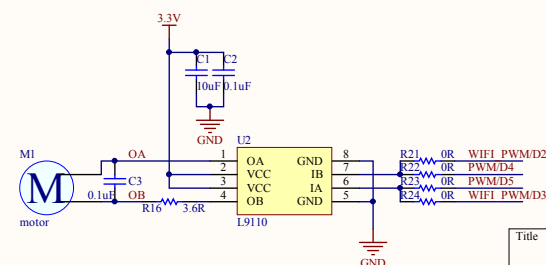 3.3V
C1
C2
10uF
0.1uF
GND
U2
M1
OA
1
OA
GND
8
R21
0R
WIFI_PWM/D2
2
VCC
IB
7
R22
0R
PWM/D4
M
C3
3
VCC
IA
6
R23
0R
PWM/D5
0.1uF
OB
4
OB
GND
5
R24
0R
WIFI_PWM/D3
motor
R16
3.6R
L9110
GND
Title